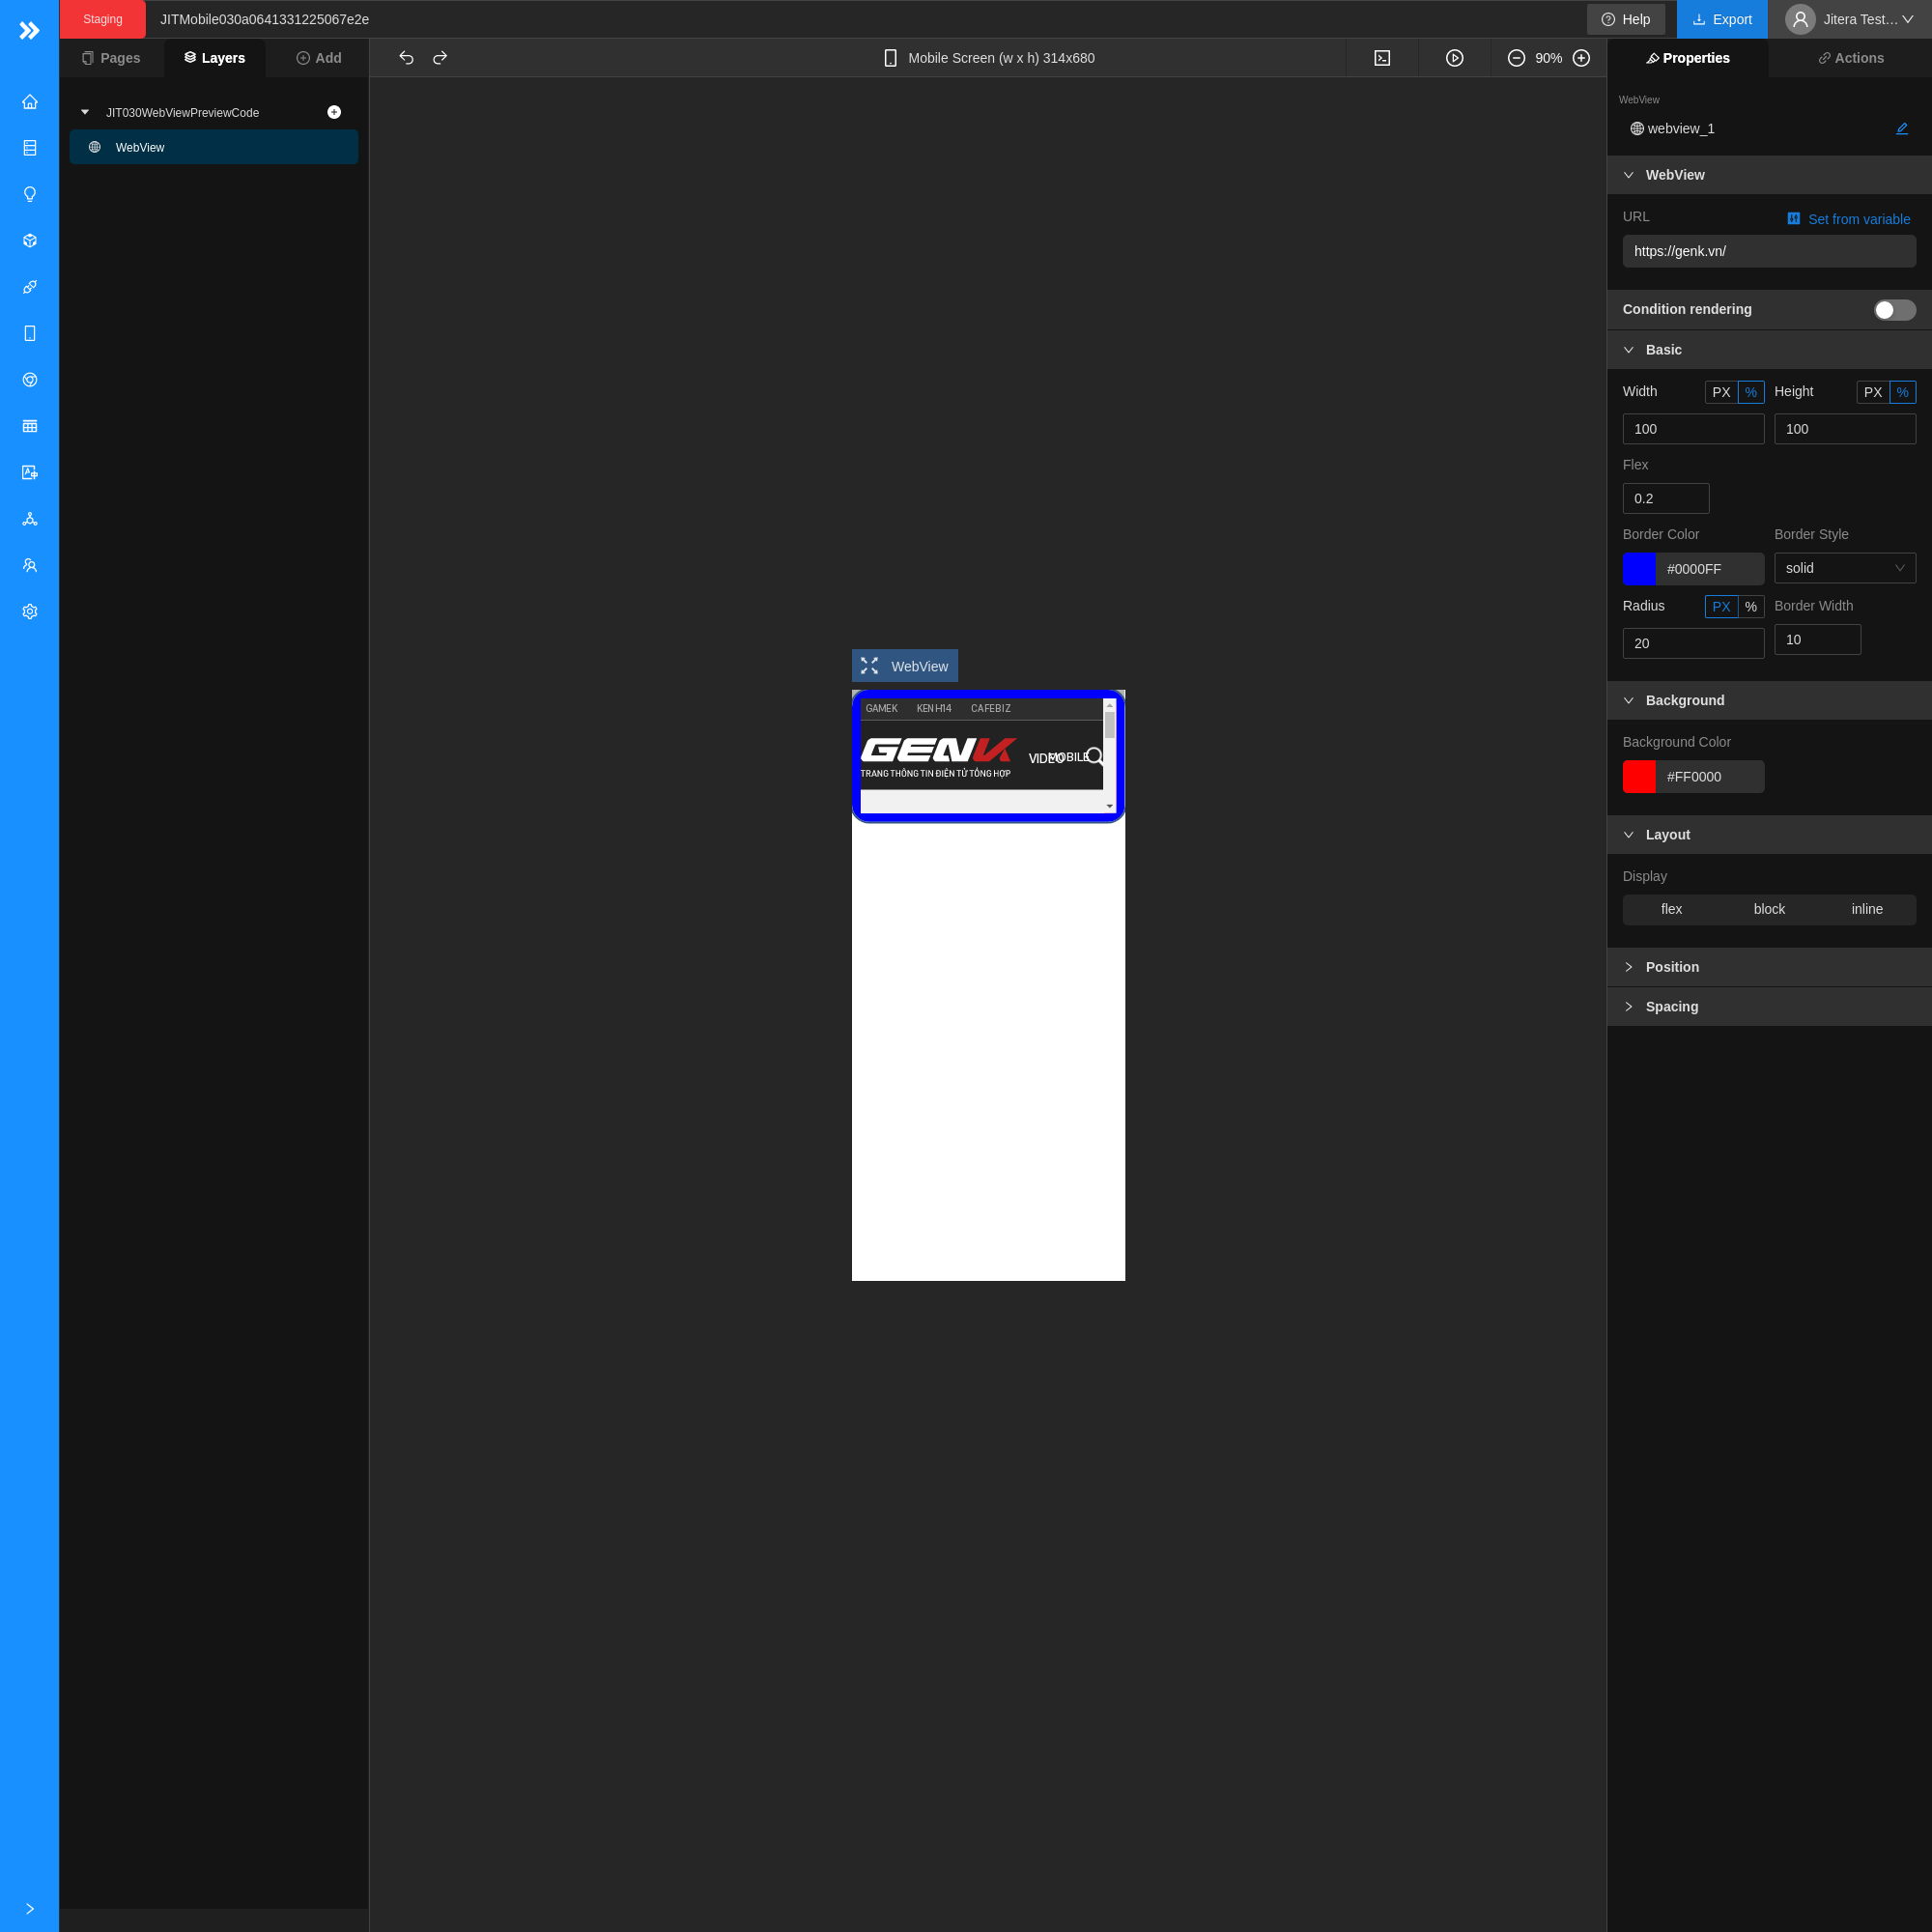 Staging
JITMobile030a0641331225067e2e
Help
Export
Jitera Test…
Pages
Layers
Add
Mobile Screen (w x h) 314x680
90%
Properties
Actions
JIT030WebViewPreviewCode
WebView
WebView
webview_1
WebView
URL
Set from variable
https://genk.vn/
Condition rendering
Basic
Width PX % Height PX %
100 100
Flex
0.2
Border Color Border Style
#0000FF solid
Radius PX % Border Width
20 10
Background
Background Color
#FF0000
Layout
Display
flex block inline
Position
Spacing
WebView
GAMEK KENH14 CAFEBIZ
GENK
VIDEO MOBILE
TRANG THÔNG TIN ĐIỆN TỬ TỔNG HỢP